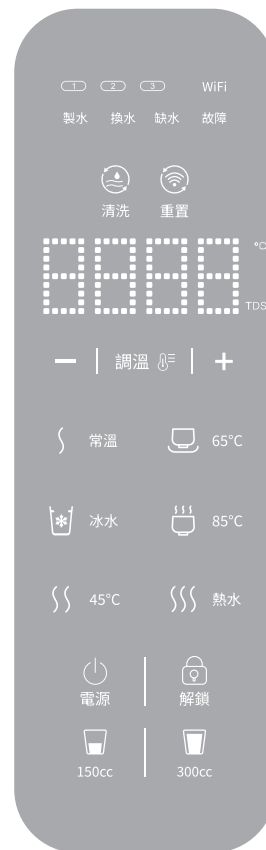 1 2 3 WiFi
製水 換水 缺水 故障
清洗 重置
8888 °C
TDS
調溫
常溫 65°C
冰水 85°C
45°C 熱水
電源 解鎖
150cc 300cc